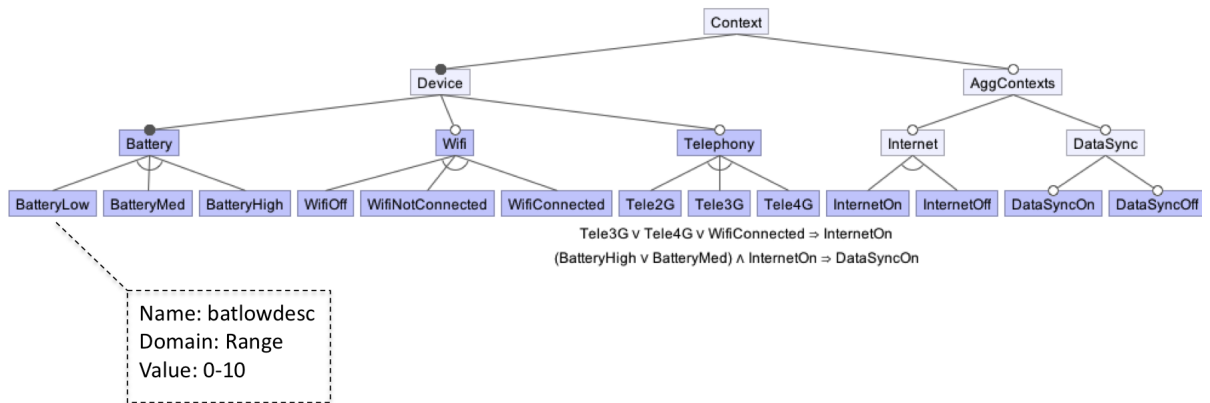 Context
Device
AggContexts
Battery
Wifi
Telephony
Internet
DataSync
BatteryLow
BatteryMed
BatteryHigh
WifiOff
WifiNotConnected
WifiConnected
Tele2G
Tele3G
Tele4G
InternetOn
InternetOff
DataSyncOn
DataSyncOff
Tele3G ∨ Tele4G ∨ WifiConnected ⇒ InternetOn
(BatteryHigh ∨ BatteryMed) ∧ InternetOn ⇒ DataSyncOn
Name: batlowdesc
Domain: Range
Value: 0-10